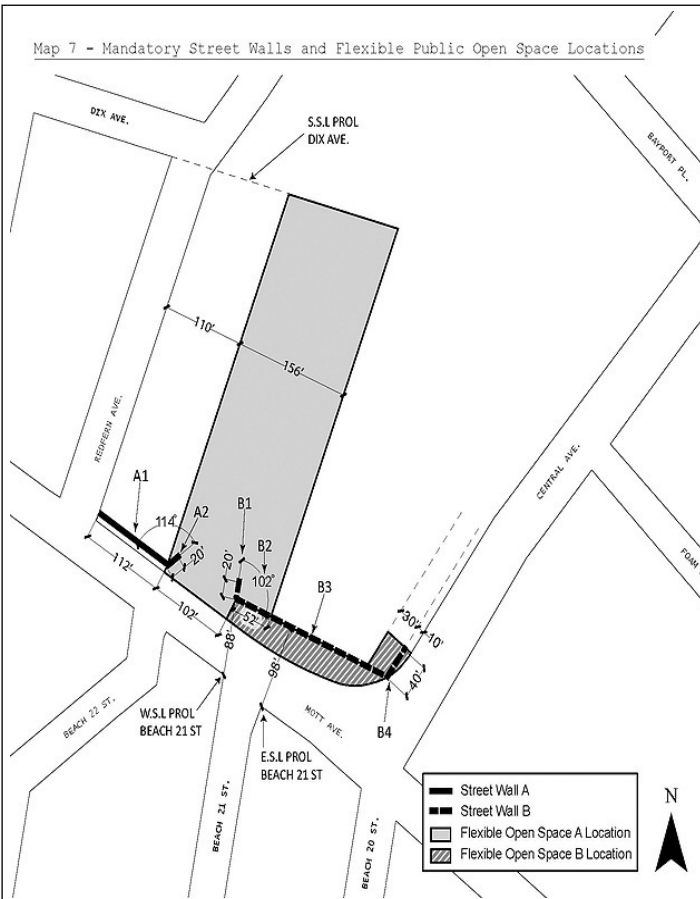 Map 7 - Mandatory Street Walls and Flexible Public Open Space Locations
DIX AVE.
S.S.L PROL
DIX AVE.
BAYPORT PL.
110'
156'
REDFERN AVE.
CENTRAL AVE.
A1
A2
B1
B2
114°
20'
20'
102°
B3
FOAM
112'
102'
52'
30'
10'
88'
98'
40'
W.S.L PROL
BEACH 21 ST
E.S.L PROL
BEACH 21 ST
MOTT AVE.
B4
BEACH 22 ST.
BEACH 21 ST.
BEACH 20 ST.
Street Wall A
Street Wall B
Flexible Open Space A Location
Flexible Open Space B Location
N